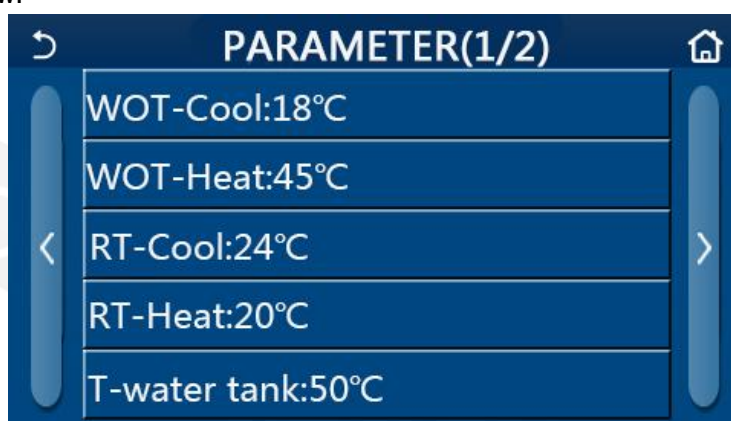 PARAMETER(1/2)
WOT-Cool:18℃
WOT-Heat:45℃
RT-Cool:24℃
RT-Heat:20℃
T-water tank:50℃